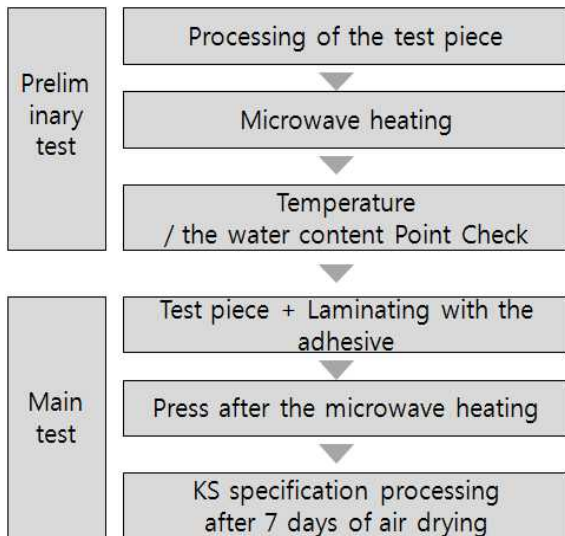 Prelim
inary
test
Processing of the test piece
Microwave heating
Temperature
/ the water content Point Check
Main
test
Test piece + Laminating with the
adhesive
Press after the microwave heating
KS specification processing
after 7 days of air drying